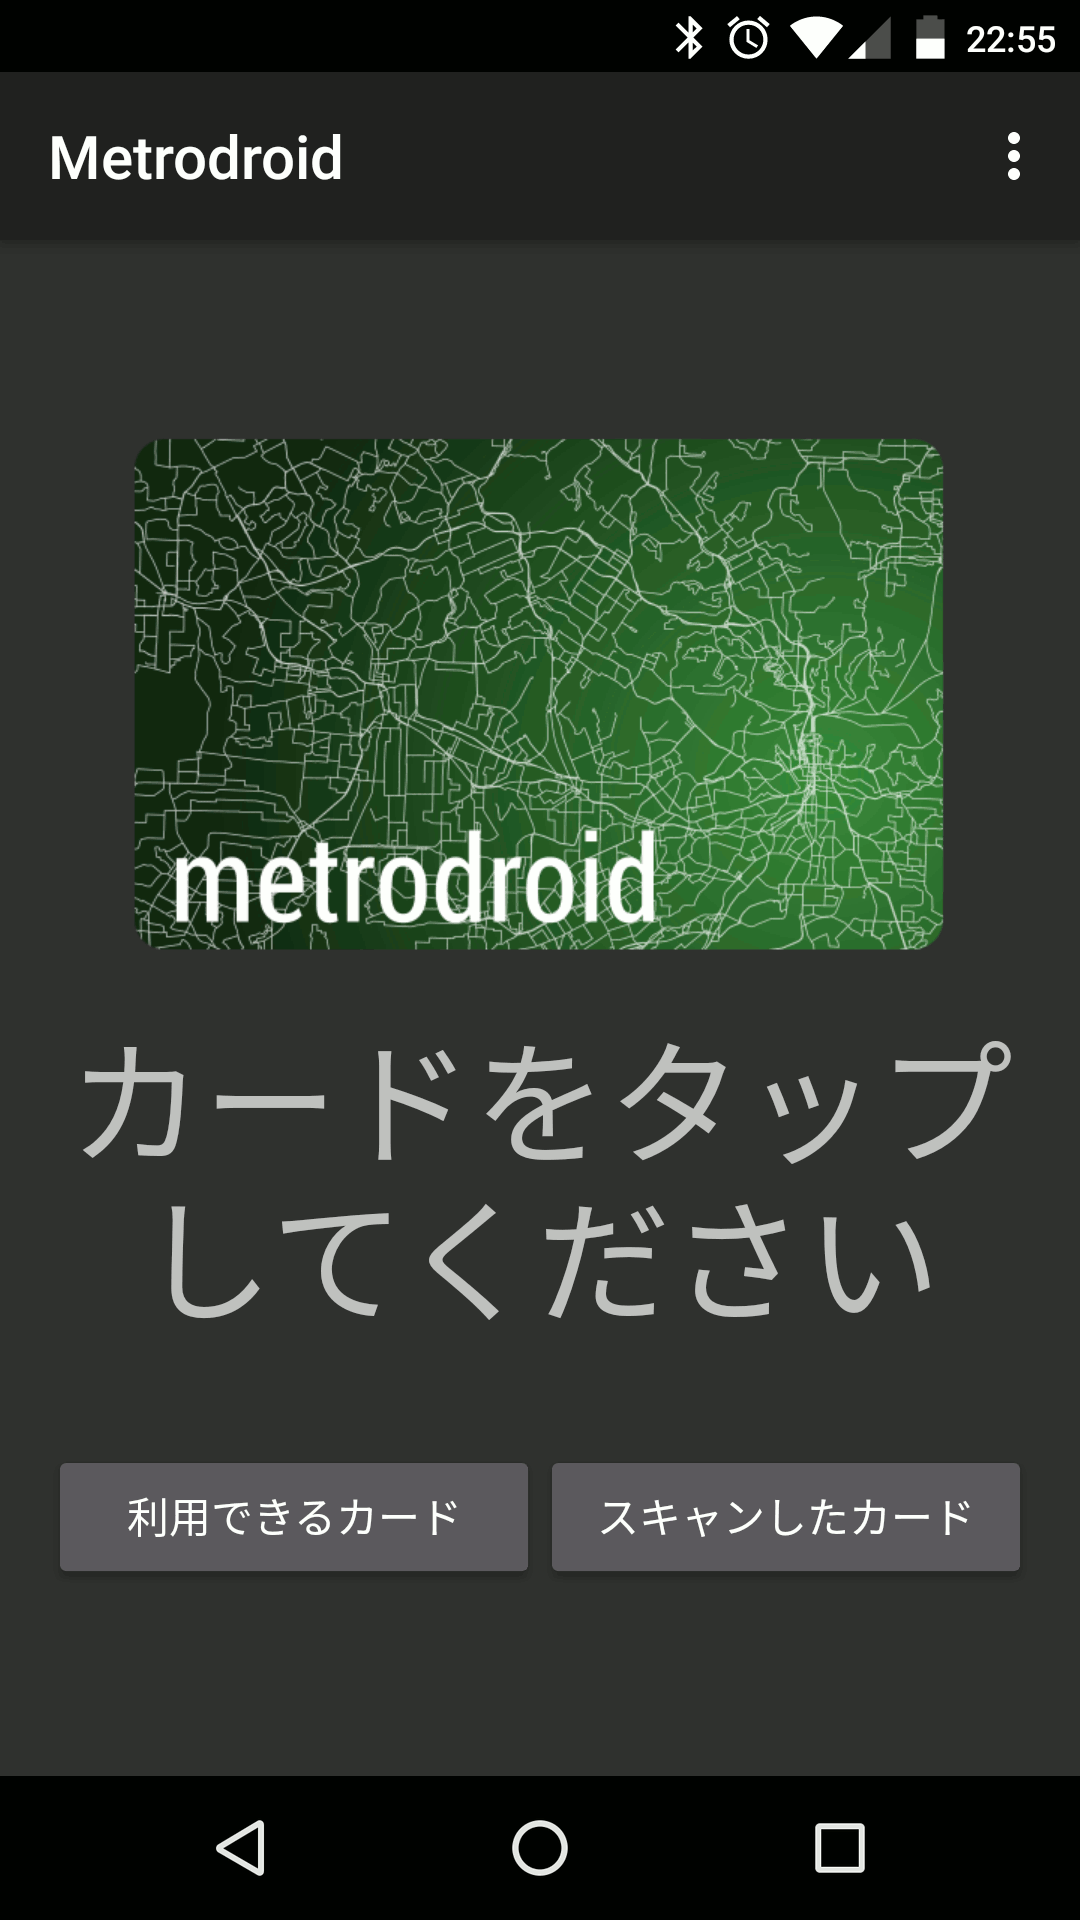 22:55
Metrodroid
metrodroid
カードをタップ
してください
利用できるカード
スキャンしたカード